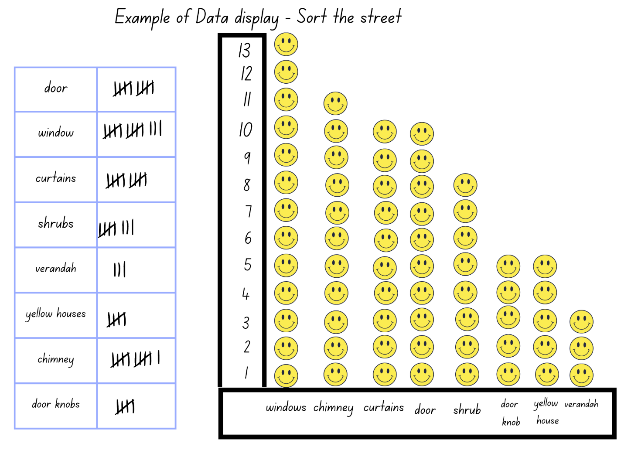 Example of Data display - Sort the street
door
window
curtains
shrubs
verandah
yellow houses
chimney
door knobs
13
12
11
10
9
8
7
6
5
4
3
2
1
windows chimney curtains door shrub door knob yellow house verandah